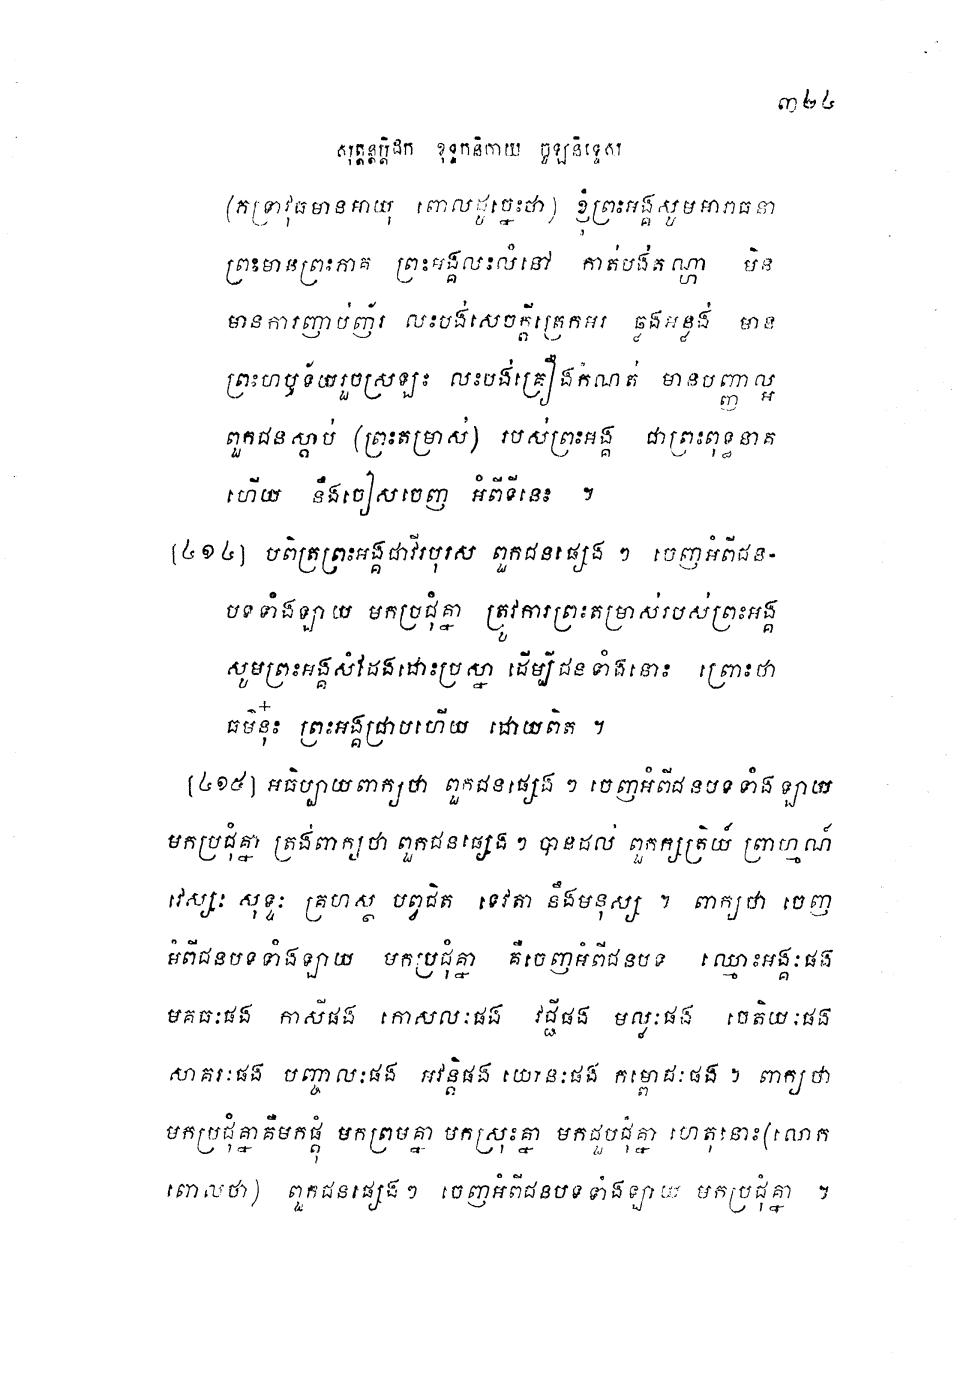 ៣២៤
សុត្តន្តប្បិដក ខុទ្ទកនិកាយ ចូឡនិទ្ទេស
(ភទ្រាវុធមានអាយុ ពោលដូច្នេះថា) ខ្ញុំព្រះអង្គសូមអារាធនា
ព្រះមានព្រះភាគ ព្រះអង្គលះលំនៅ កាត់បង់តណ្ហា មិន
មានការញាប់ញ័រ លះបង់សេចក្តីត្រេកអរ ឆ្លងអន្លង់ មាន
ព្រះហឫទ័យរួចស្រឡះ លះបង់គ្រឿងកំណត់ មានបញ្ញាល្អ
ពួកជនស្តាប់ (ព្រះតម្រាស់) របស់ព្រះអង្គ ជាព្រះពុទ្ធនាគ
ហើយ នឹងចៀសចេញ អំពីទីនេះ ។
[៤១៤] បពិត្រព្រះអង្គជាវីរបុរស ពួកជនផ្សេង ៗ ចេញអំពីជន-
បទទាំងឡាយ មកប្រជុំគ្នា ត្រូវការព្រះតម្រាស់របស់ព្រះអង្គ
សូមព្រះអង្គសំដែងដោះប្រស្នា ដើម្បីជនទាំងនោះ ព្រោះថា
ធម៌នុ៎ះ ព្រះអង្គជ្រាបហើយ ដោយពិត ។
[៤១៥] អធិប្បាយពាក្យថា ពួកជនផ្សេង ៗ ចេញអំពីជនបទទាំងឡាយ
មកប្រជុំគ្នា ត្រង់ពាក្យថា ពួកជនផ្សេង ៗ បានដល់ ពួកក្សត្រិយ៍ ព្រាហ្មណ៍
វេស្សៈ សុទ្ទៈ គ្រហស្ថ បព្វជិត ទេវតា នឹងមនុស្ស ។ ពាក្យថា ចេញ
អំពីជនបទទាំងឡាយ មកប្រជុំគ្នា គឺចេញអំពីជនបទ ឈ្មោះអង្គៈផង
មគធៈផង កាសីផង កោសលៈផង វជ្ជីផង មល្លៈផង ចេតិយៈផង
សាគរៈផង បញ្ចាលៈផង អវន្តិផង យោនៈផង កម្ពោជៈផង ។ ពាក្យថា
មកប្រជុំគ្នាគឺមកផ្តុំ មកព្រមគ្នា មកស្រុះគ្នា មកជួបជុំគ្នា ហេតុនោះ(លោក
ពោលថា) ពួកជនផ្សេង ៗ ចេញអំពីជនបទទាំងឡាយ មកប្រជុំគ្នា ។